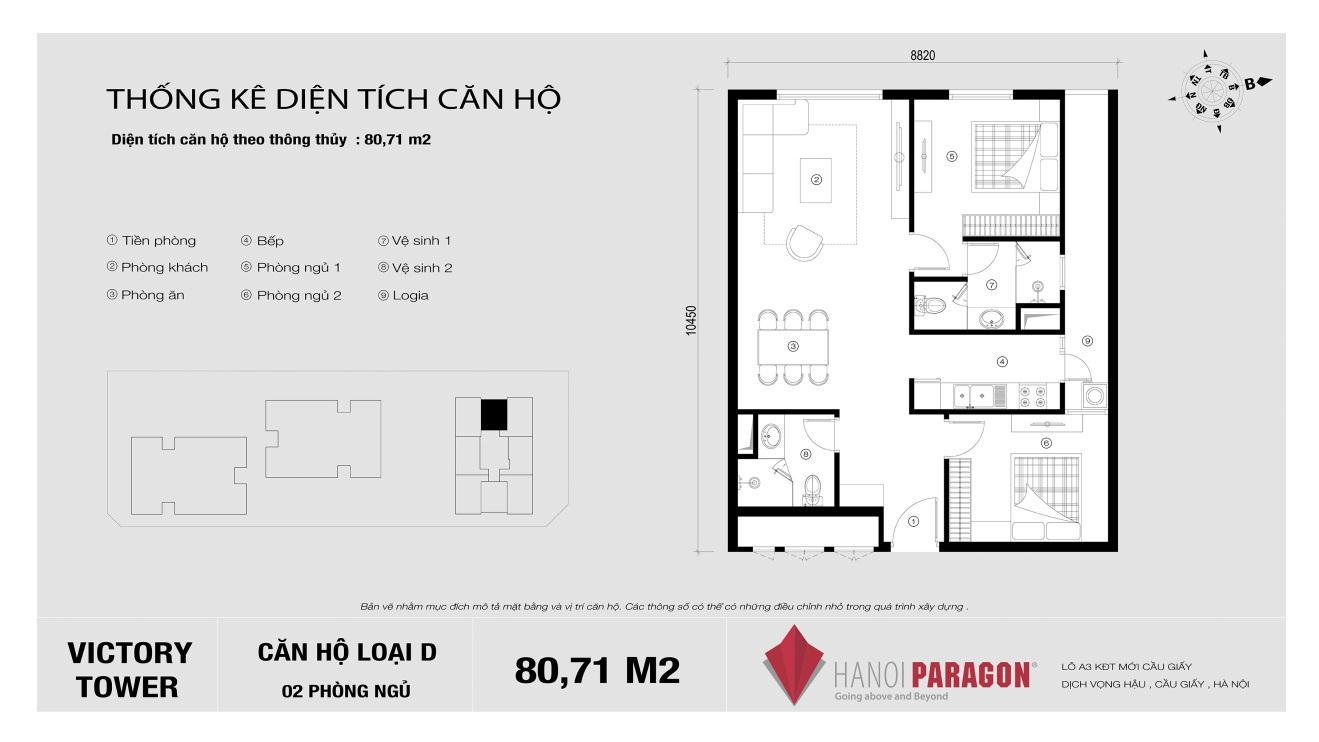 8820
THỐNG KÊ DIỆN TÍCH CĂN HỘ
B
Diện tích căn hộ theo thông thủy : 80,71 m2
① Tiền phòng ④ Bếp ⑦ Vệ sinh 1
② Phòng khách ⑤ Phòng ngủ 1 ⑧ Vệ sinh 2
③ Phòng ăn ⑥ Phòng ngủ 2 ⑨ Logia
10450
②
⑤
⑦
③
④
⑨
⑥
⑧
①
Bản vẽ nhằm mục đích mô tả mặt bằng và vị trí căn hộ. Các thông số có thể có những điều chỉnh nhỏ trong quá trình xây dựng .
VICTORY
TOWER
CĂN HỘ LOẠI D
02 PHÒNG NGỦ
80,71 M2
HANOI PARAGON®
Going above and Beyond
LÔ A3 KĐT MỚI CẦU GIẤY
DỊCH VỌNG HẬU , CẦU GIẤY , HÀ NỘI